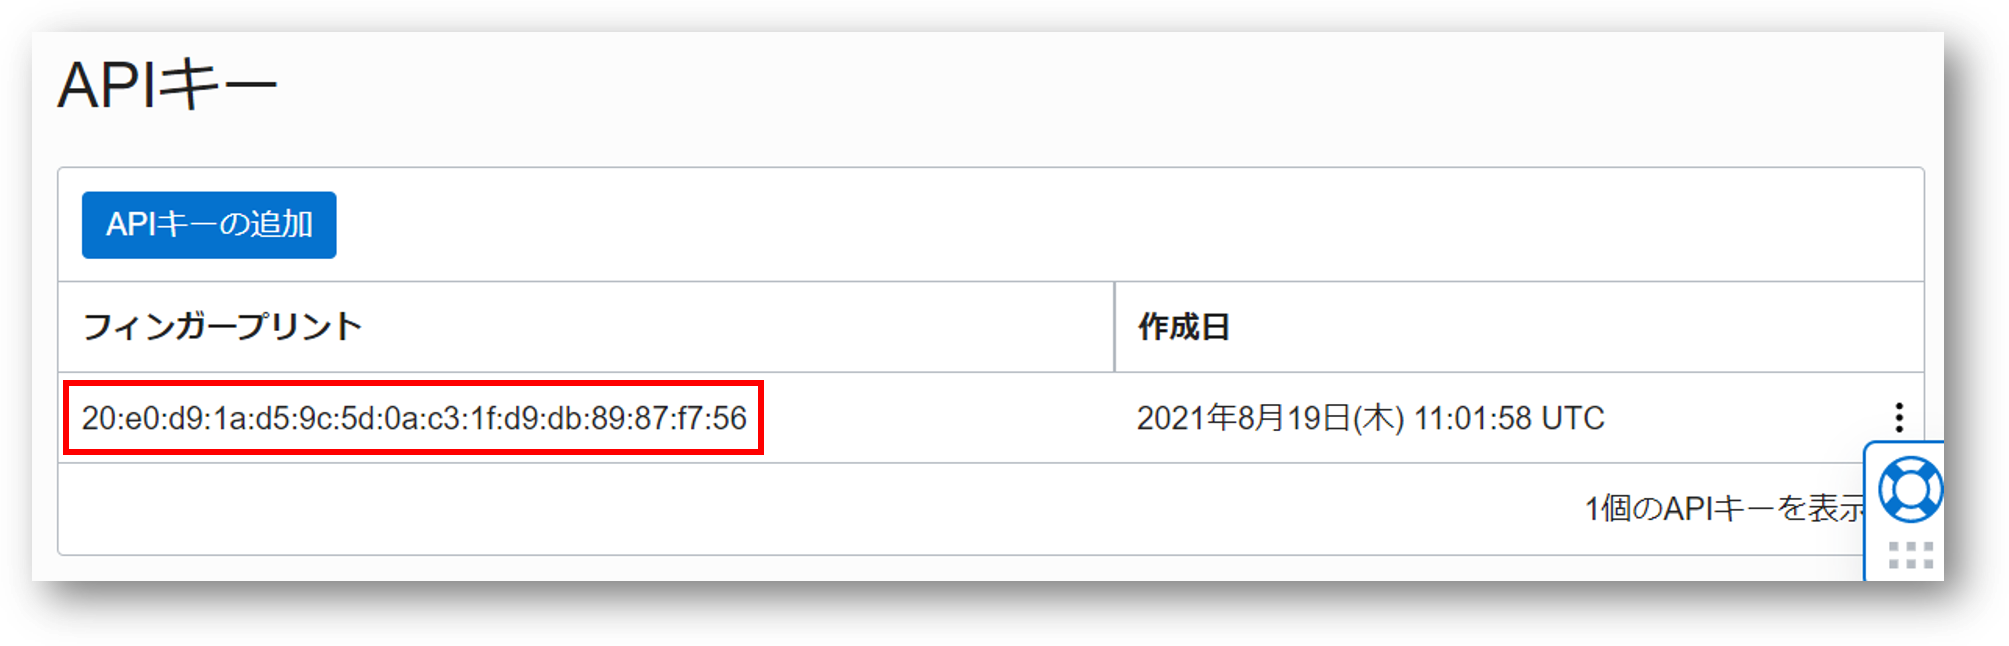 APIキー
APIキーの追加
フィンガープリント 作成日
20:e0:d9:1a:d5:9c:5d:0a:c3:1f:d9:db:89:87:f7:56 2021年8月19日(木) 11:01:58 UTC
1個のAPIキーを表示